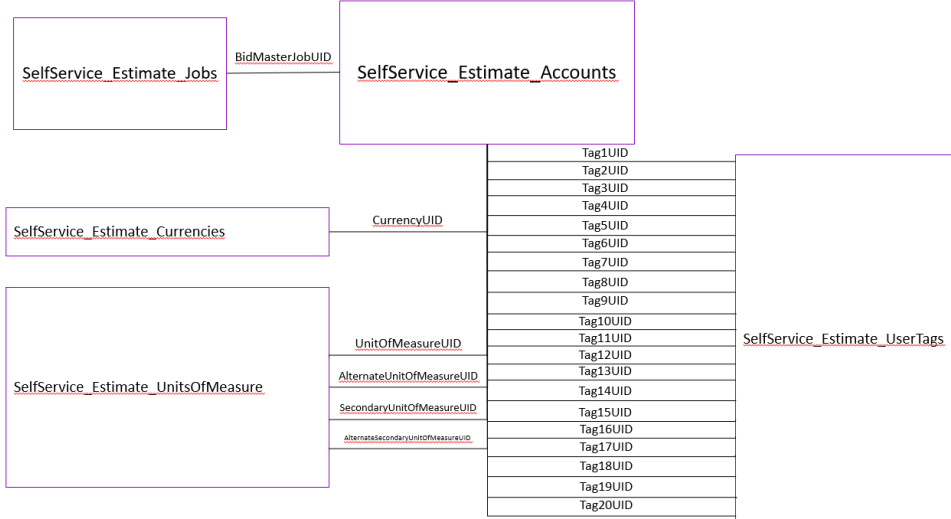 SelfService_Estimate_Jobs
BidMasterJobUID
SelfService_Estimate_Accounts
Tag1UID
Tag2UID
Tag3UID
Tag4UID
Tag5UID
Tag6UID
Tag7UID
Tag8UID
Tag9UID
Tag10UID
Tag11UID
Tag12UID
Tag13UID
Tag14UID
Tag15UID
Tag16UID
Tag17UID
Tag18UID
Tag19UID
Tag20UID
SelfService_Estimate_UserTags
SelfService_Estimate_Currencies
CurrencyUID
SelfService_Estimate_UnitsOfMeasure
UnitOfMeasureUID
AlternateUnitOfMeasureUID
SecondaryUnitOfMeasureUID
AlternateSecondaryUnitOfMeasureUID